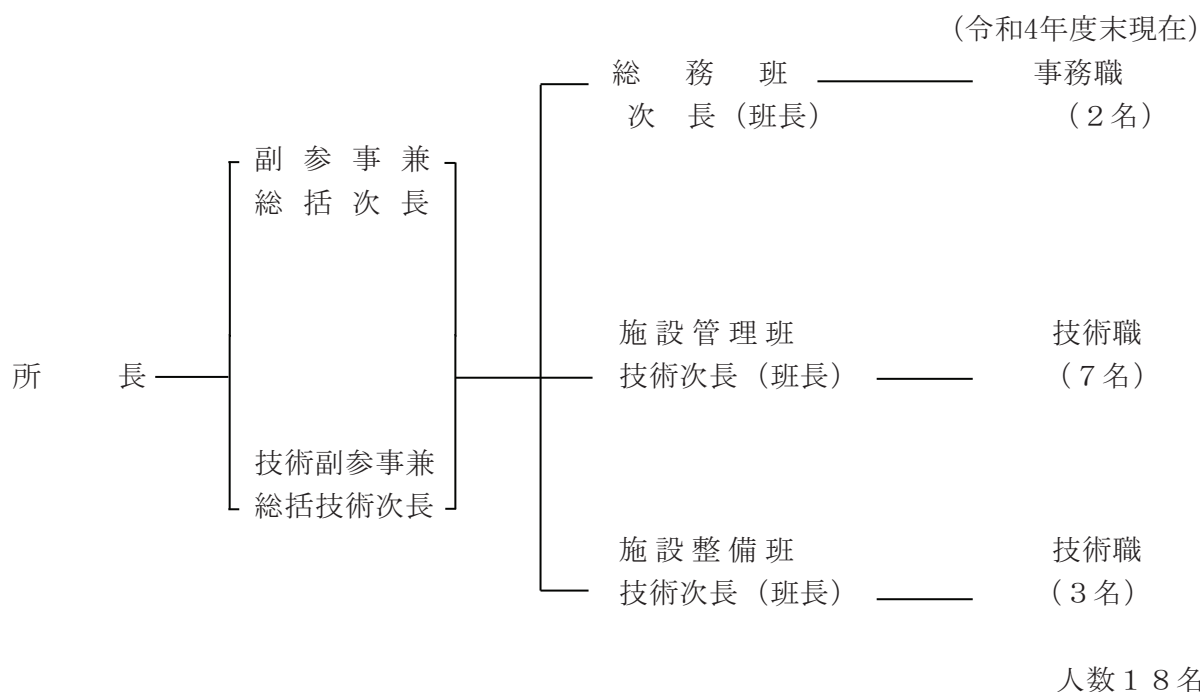 (令和4年度末現在)
総　務　班　事務職
次　長（班長）　（２名）
副 参 事 兼
総 括 次 長
施 設 管 理 班　技術職
所　　長　技術次長（班長）　（７名）
技術副参事兼
総括技術次長
施 設 整 備 班　技術職
技術次長（班長）　（３名）
人数１８名